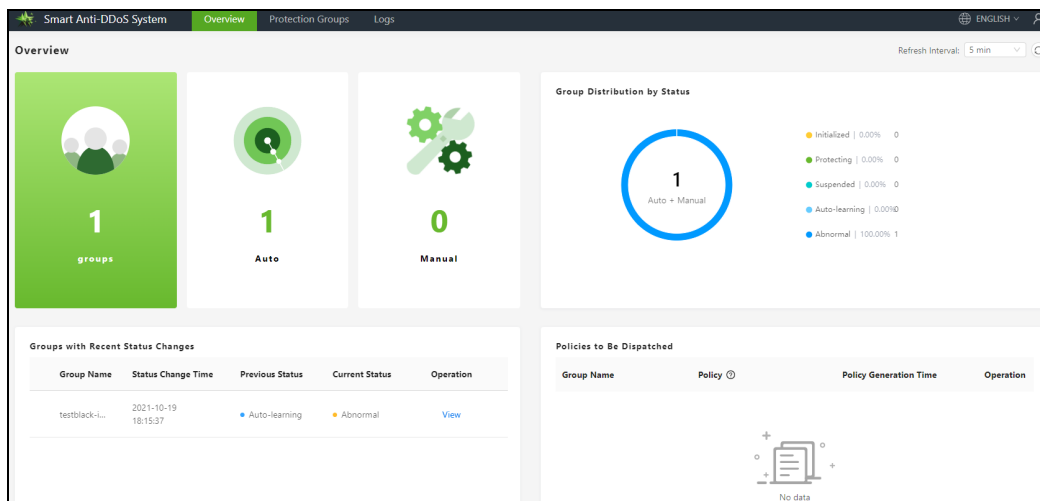 Smart Anti-DDoS System Overview Protection Groups Logs ENGLISH
Overview
Refresh Interval: 5 min
1
groups
1
Auto
0
Manual
Group Distribution by Status
1
Auto + Manual
Initialized | 0.00% 0
Protecting | 0.00% 0
Suspended | 0.00% 0
Auto-learning | 0.00% 0
Abnormal | 100.00% 1
Groups with Recent Status Changes
Group Name Status Change Time Previous Status Current Status Operation
testblack-i... 2021-10-19 18:15:37 Auto-learning Abnormal View
Policies to Be Dispatched
Group Name Policy Policy Generation Time Operation
No data